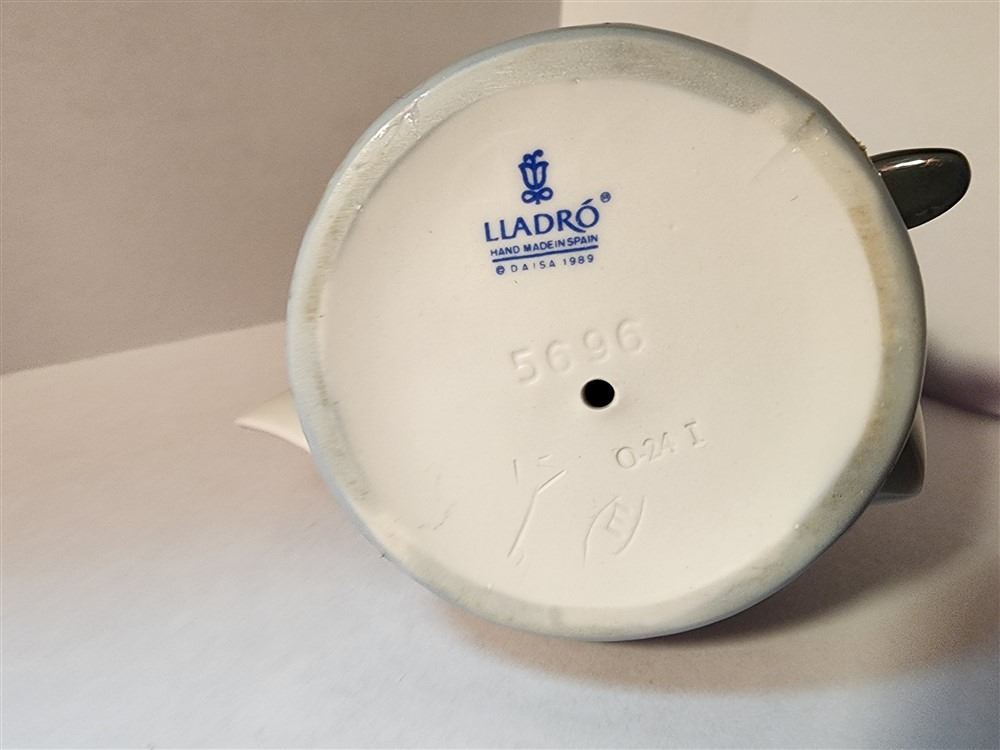 LLADRÓ
HAND MADE IN SPAIN
© DAISA 1989
5696
O-24 I